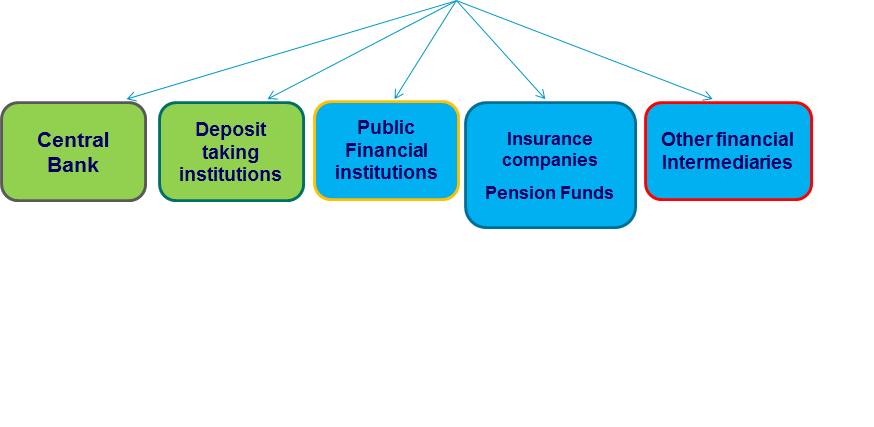 Central
Bank
Deposit
taking
institutions
Public
Financial
institutions
Insurance
companies
Pension Funds
Other financial
Intermediaries